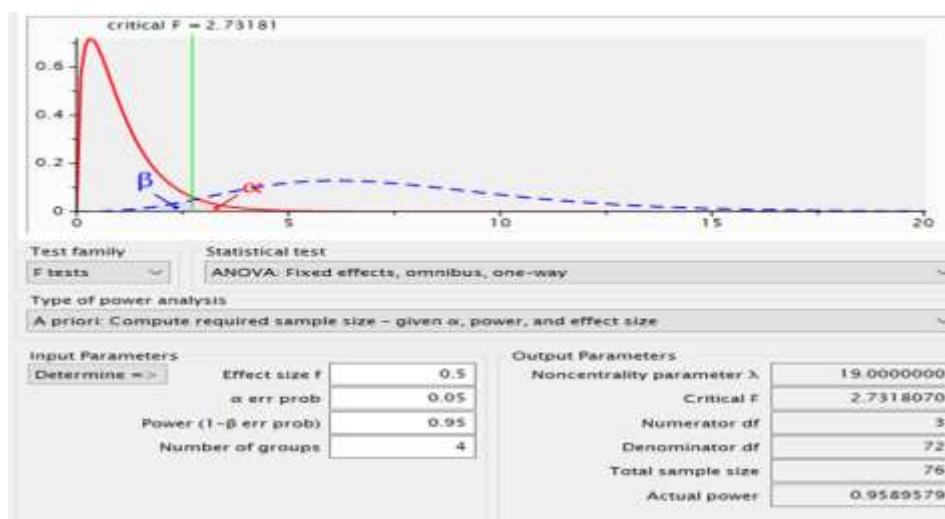 critical F = 2.73181
0.6
0.4
0.2
0
β
α
0 5 10 15 20
Test family Statistical test
F tests ANOVA: Fixed effects, omnibus, one-way
Type of power analysis
A priori: Compute required sample size – given α, power, and effect size
Input Parameters Output Parameters
Determine => Effect size f 0.5 Noncentrality parameter λ 19.0000000
α err prob 0.05 Critical F 2.7318070
Power (1-β err prob) 0.95 Numerator df 3
Number of groups 4 Denominator df 72
Total sample size 76
Actual power 0.9589579